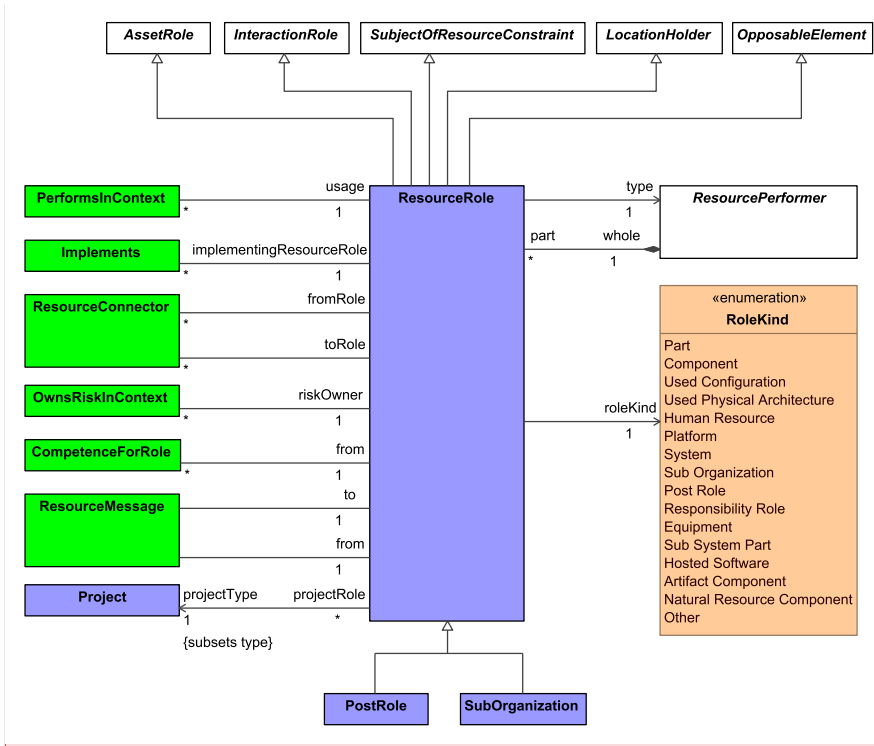 AssetRole
InteractionRole
SubjectOfResourceConstraint
LocationHolder
OpposableElement
PerformsInContext
usage
*
1
ResourceRole
type
1
ResourcePerformer
part
whole
*
1
Implements
implementingResourceRole
*
1
ResourceConnector
fromRole
*
toRole
*
OwnsRiskInContext
riskOwner
*
1
CompetenceForRole
from
*
1
ResourceMessage
to
1
from
1
Project
projectType
projectRole
1
*
{subsets type}
roleKind
1
«enumeration»
RoleKind
Part
Component
Used Configuration
Used Physical Architecture
Human Resource
Platform
System
Sub Organization
Post Role
Responsibility Role
Equipment
Sub System Part
Hosted Software
Artifact Component
Natural Resource Component
Other
PostRole
SubOrganization